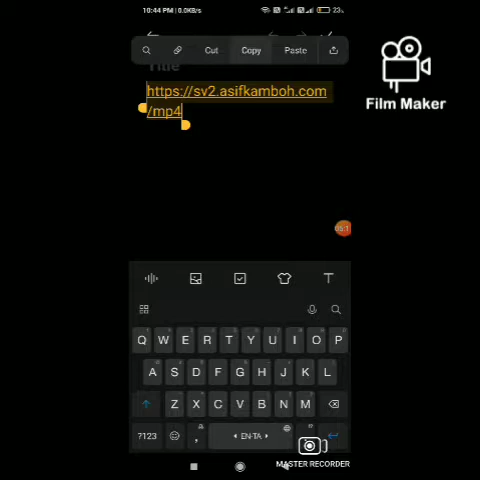 10:44 PM | 0.0KB/s
23
Cut Copy Paste
Title
https://sv2.asifkamboh.com
/mp4
Film Maker
Q W E R T Y U I O P
A S D F G H J K L
Z X C V B N M
?123 , EN-TA
MASTER RECORDER